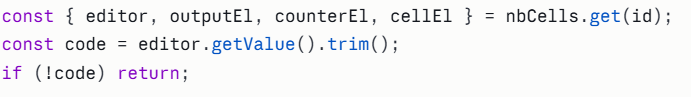 const { editor, outputEl, counterEl, cellEl } = nbCells.get(id);
const code = editor.getValue().trim();
if (!code) return;